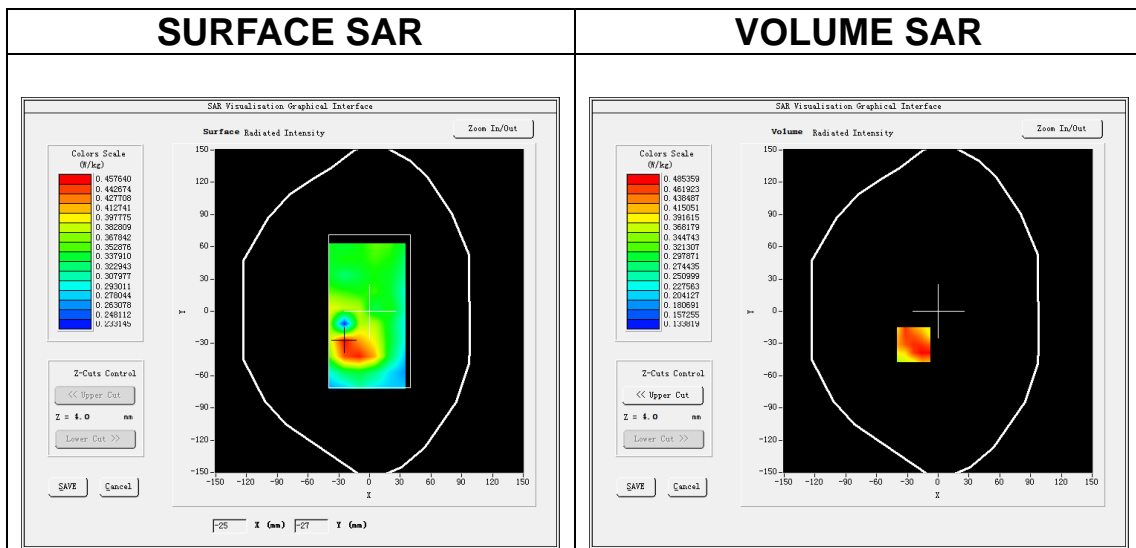 SURFACE SAR
VOLUME SAR
SAR Visualisation Graphical Interface
Surface Radiated Intensity
Zoom In/Out
Colors Scale
(W/kg)
0.457640
0.442674
0.427708
0.412741
0.397775
0.382809
0.367842
0.352876
0.337910
0.322943
0.307977
0.293011
0.278044
0.263078
0.248112
0.233145
Z-Cuts Control
<< Upper Cut
Z = 4.0 mm
Lower Cut >>
SAVE Cancel
150
120
90
60
30
0
-30
-60
-90
-120
-150
Y
-150 -120 -90 -60 -30 0 30 60 90 120 150
X
-25 X (mm) -27 Y (mm)
SAR Visualisation Graphical Interface
Volume Radiated Intensity
Zoom In/Out
Colors Scale
(W/kg)
0.485359
0.461923
0.438487
0.415051
0.391615
0.368179
0.344743
0.321307
0.297871
0.274435
0.250999
0.227563
0.204127
0.180691
0.157255
0.133819
Z-Cuts Control
<< Upper Cut
Z = 4.0 mm
Lower Cut >>
SAVE Cancel
150
120
90
60
30
0
-30
-60
-90
-120
-150
Y
-150 -120 -90 -60 -30 0 30 60 90 120 150
X